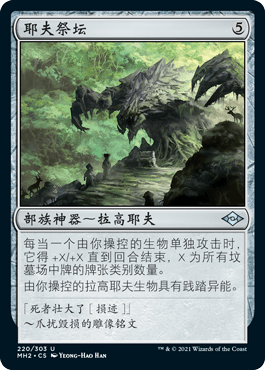 耶夫祭坛 5
部族神器～拉高耶夫
每当一个由你操控的生物单独攻击时，
它得 +X/+X 直到回合结束，X 为所有坟
墓场中牌的牌张类别数量。
由你操控的拉高耶夫生物具有践踏异能。
「死者壮大了［损迹］」
～爪扰毁损的雕像铭文
220/303 U
MH2 • CS Yeong-Hao Han
™ & © 2021 Wizards of the Coast